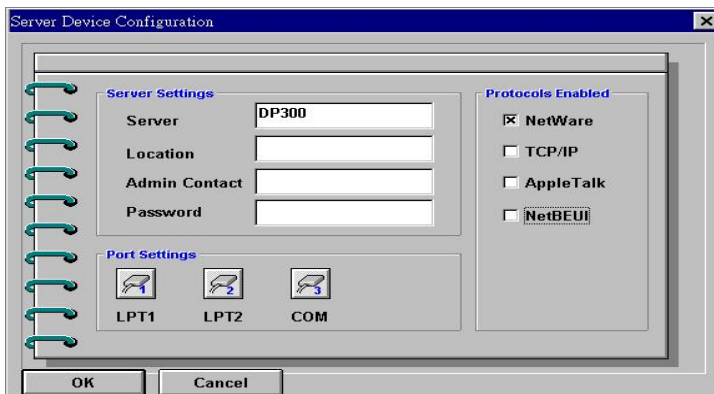 Server Device Configuration
Server Settings
Server DP300
Location
Admin Contact
Password
Protocols Enabled
NetWare
TCP/IP
AppleTalk
NetBEUI
Port Settings
1 2 3
LPT1 LPT2 COM
OK Cancel